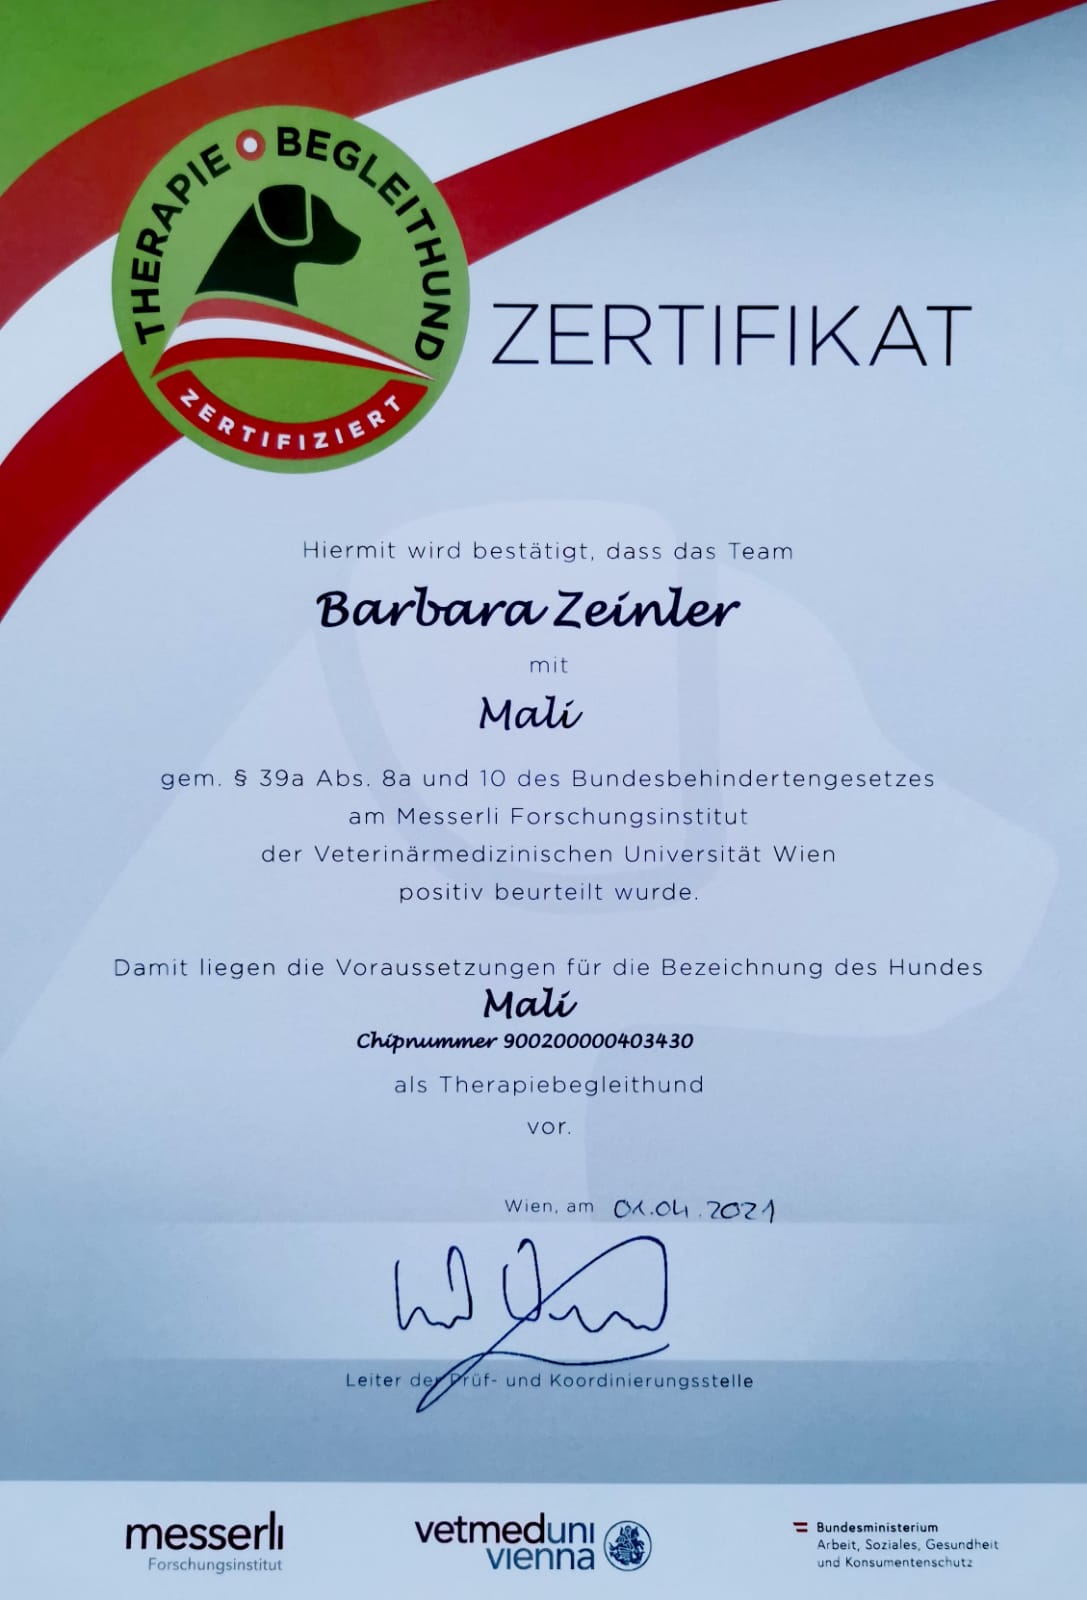 THERAPIE BEGLEITHUND
ZERTIFIZIERT
ZERTIFIKAT
Hiermit wird bestätigt, dass das Team
Barbara Zeinler
mit
Mali
gem. § 39a Abs. 8a und 10 des Bundesbehindertengesetzes
am Messerli Forschungsinstitut
der Veterinärmedizinischen Universität Wien
positiv beurteilt wurde.
Damit liegen die Voraussetzungen für die Bezeichnung des Hundes
Mali
Chipnummer 900200000403430
als Therapiebegleithund
vor.
Wien, am 01.04.2021
Leiter der Prüf- und Koordinierungsstelle
messerli
Forschungsinstitut
vetmeduni
vienna
Bundesministerium
Arbeit, Soziales, Gesundheit
und Konsumentenschutz